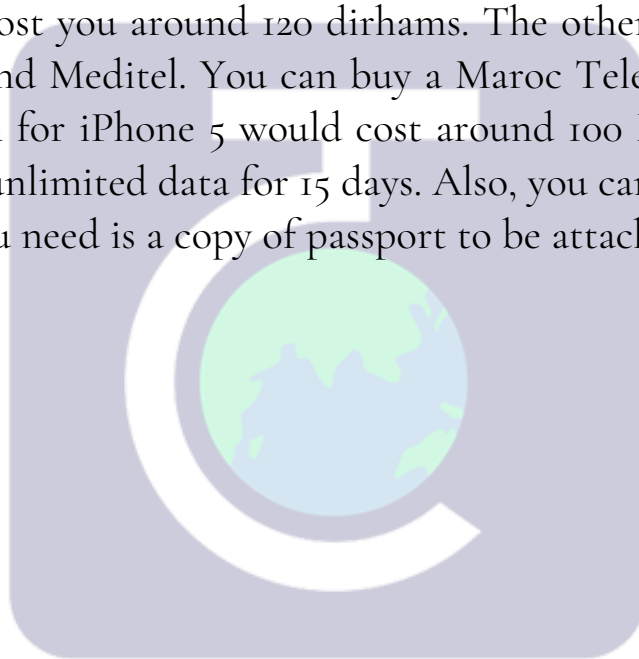 ost you around 120 dirhams. The other
nd Meditel. You can buy a Maroc Tele
for iPhone 5 would cost around 100
unlimited data for 15 days. Also, you can
u need is a copy of passport to be attach